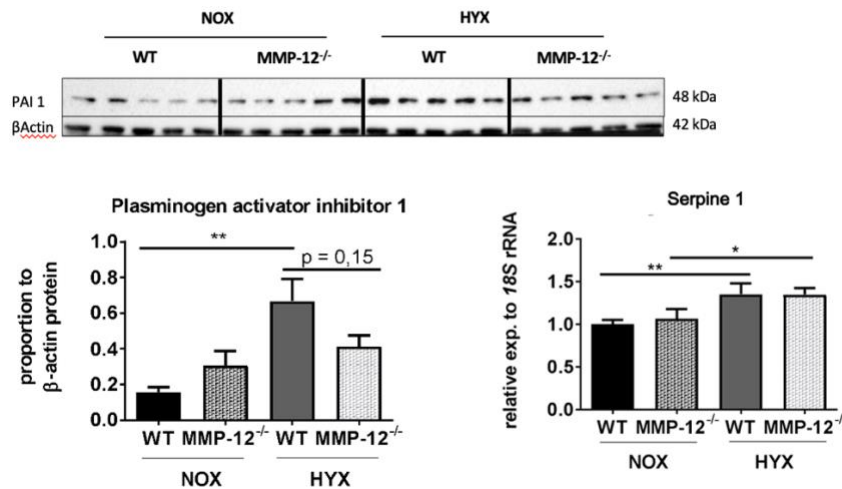 NOX HYX
WT MMP-12-/- WT MMP-12-/-
PAI 1 48 kDa
βActin 42 kDa
Plasminogen activator inhibitor 1
proportion to
β-actin protein
1.0
0.8
0.6
0.4
0.2
0.0
**
p = 0,15
WT MMP-12-/- WT MMP-12-/-
NOX HYX
Serpine 1
relative exp. to 18S rRNA
2.0
1.5
1.0
0.5
0.0
*
**
WT MMP-12-/- WT MMP-12-/-
NOX HYX